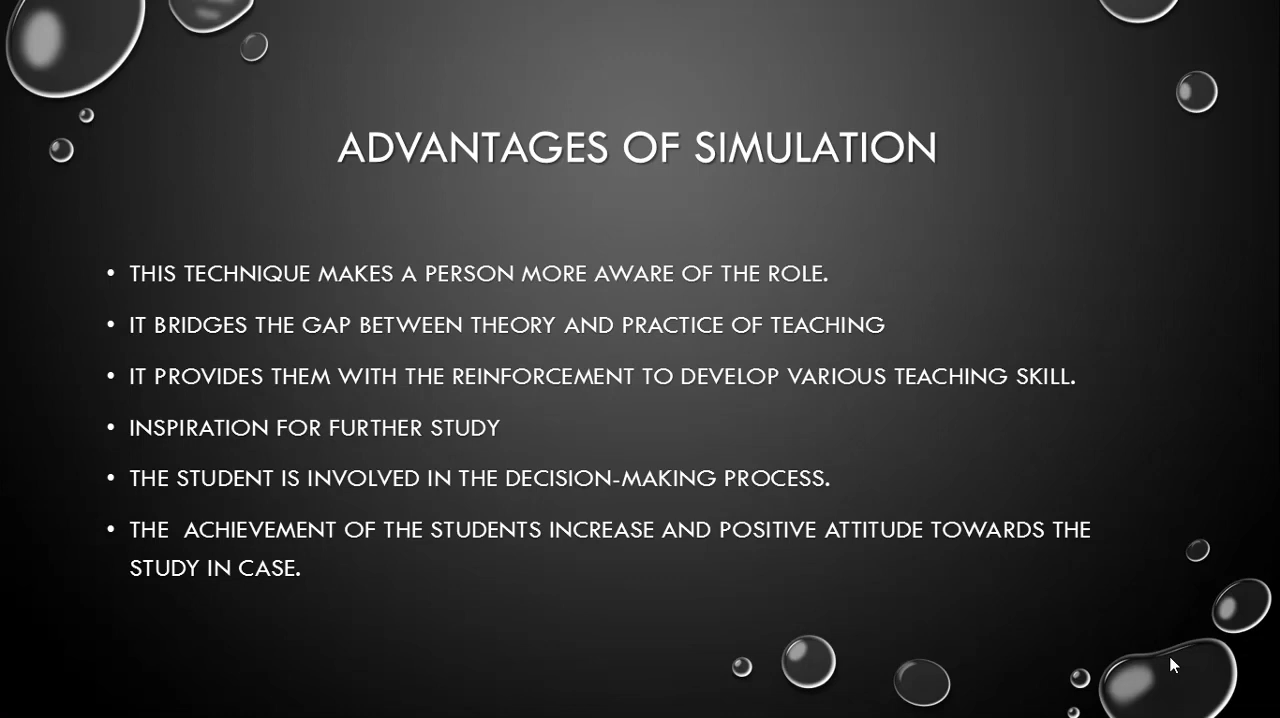 ADVANTAGES OF SIMULATION
• THIS TECHNIQUE MAKES A PERSON MORE AWARE OF THE ROLE.
• IT BRIDGES THE GAP BETWEEN THEORY AND PRACTICE OF TEACHING
• IT PROVIDES THEM WITH THE REINFORCEMENT TO DEVELOP VARIOUS TEACHING SKILL.
• INSPIRATION FOR FURTHER STUDY
• THE STUDENT IS INVOLVED IN THE DECISION-MAKING PROCESS.
• THE  ACHIEVEMENT OF THE STUDENTS INCREASE AND POSITIVE ATTITUDE TOWARDS THE
STUDY IN CASE.